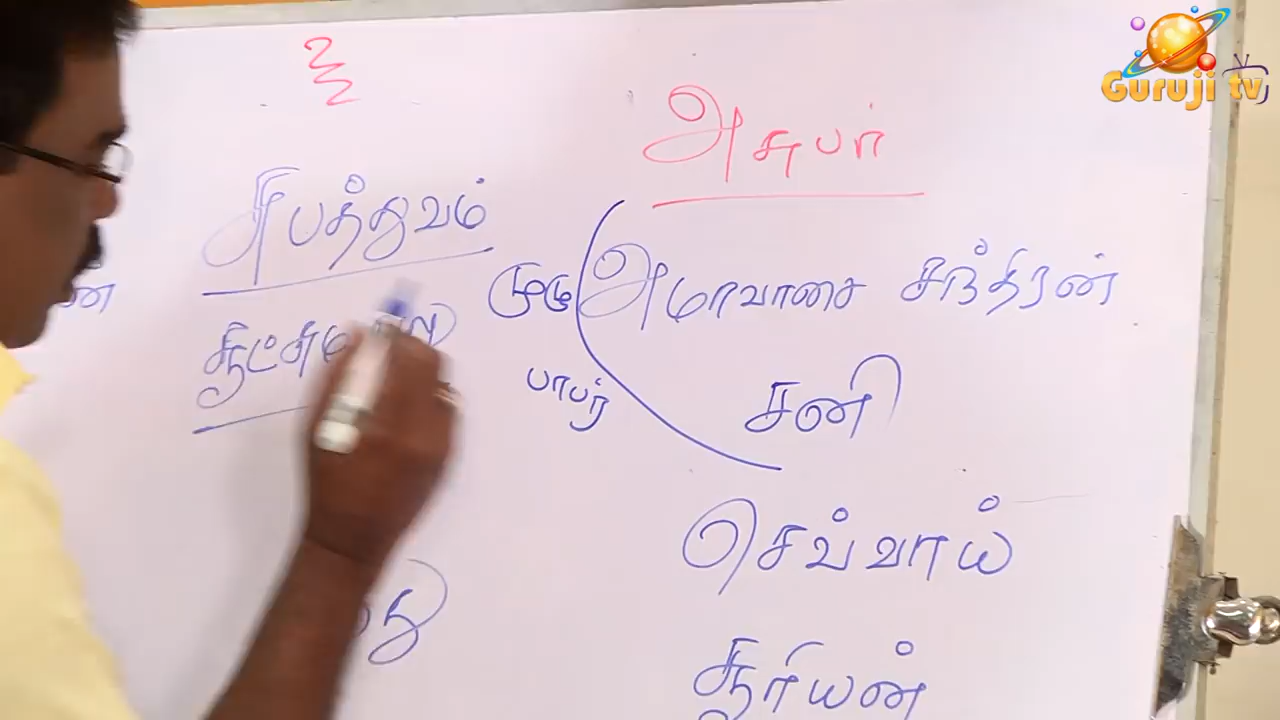 Guruji tv
அசுபர்
சுபத்துவம்
முழு
அமாவாசை சந்திரன்
பாபர்
சனி
செவ்வாய்
சூரியன்